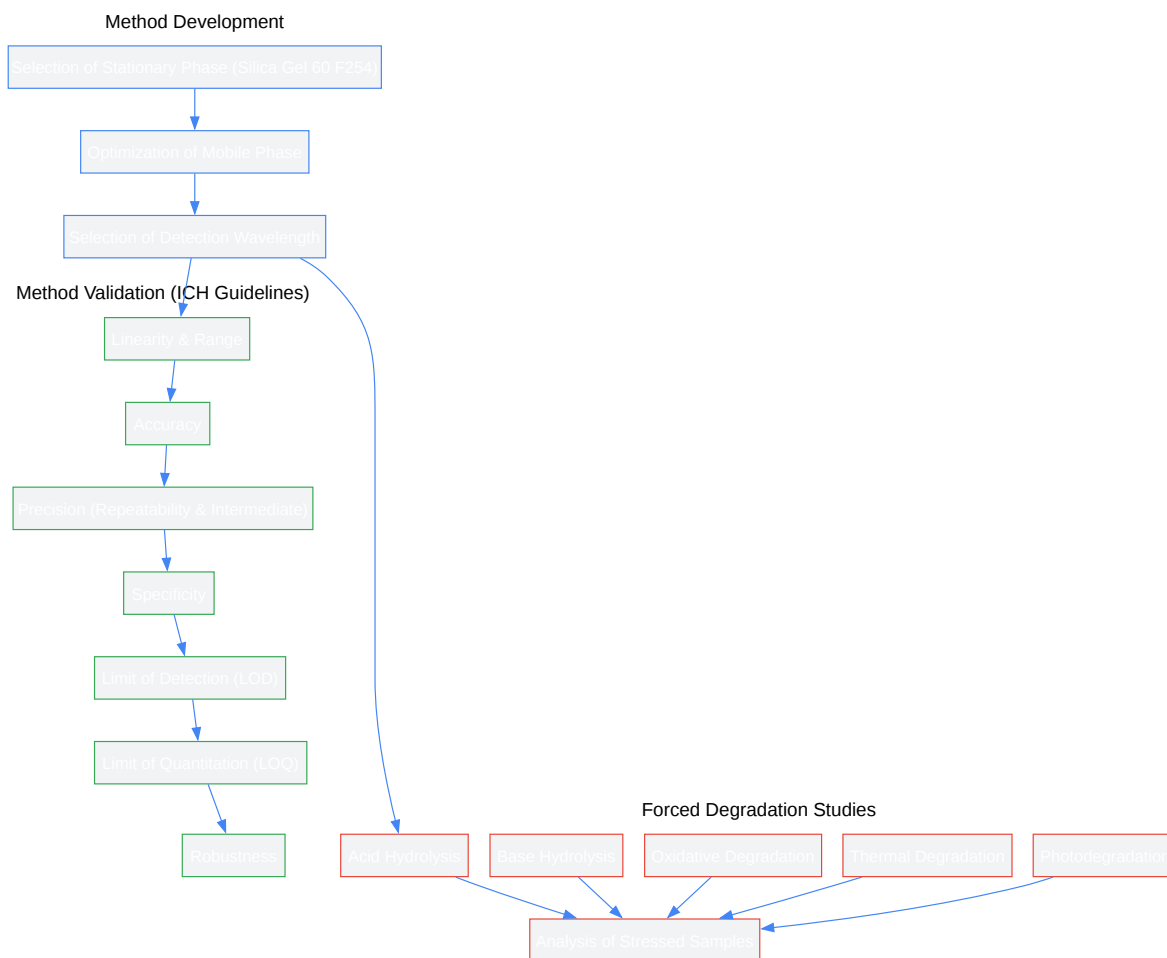 Method Development
Selection of Stationary Phase (Silica Gel 60 F254)
Optimization of Mobile Phase
Selection of Detection Wavelength
Method Validation (ICH Guidelines)
Linearity & Range
Accuracy
Precision (Repeatability & Intermediate)
Specificity
Limit of Detection (LOD)
Limit of Quantitation (LOQ)
Robustness
Forced Degradation Studies
Acid Hydrolysis
Base Hydrolysis
Oxidative Degradation
Thermal Degradation
Photodegradation
Analysis of Stressed Samples